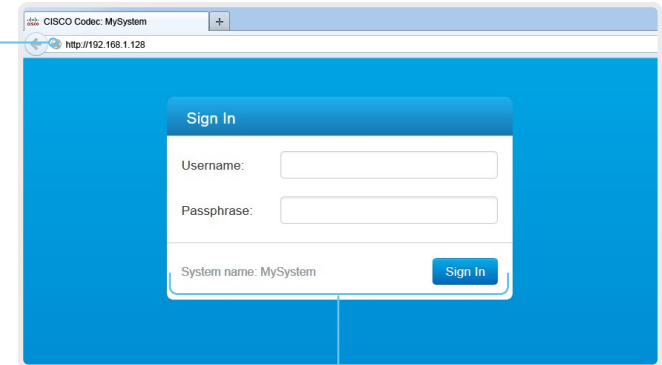 CISCO Codec: MySystem
+
http://192.168.1.128
Sign In
Username:
Passphrase:
System name: MySystem
Sign In